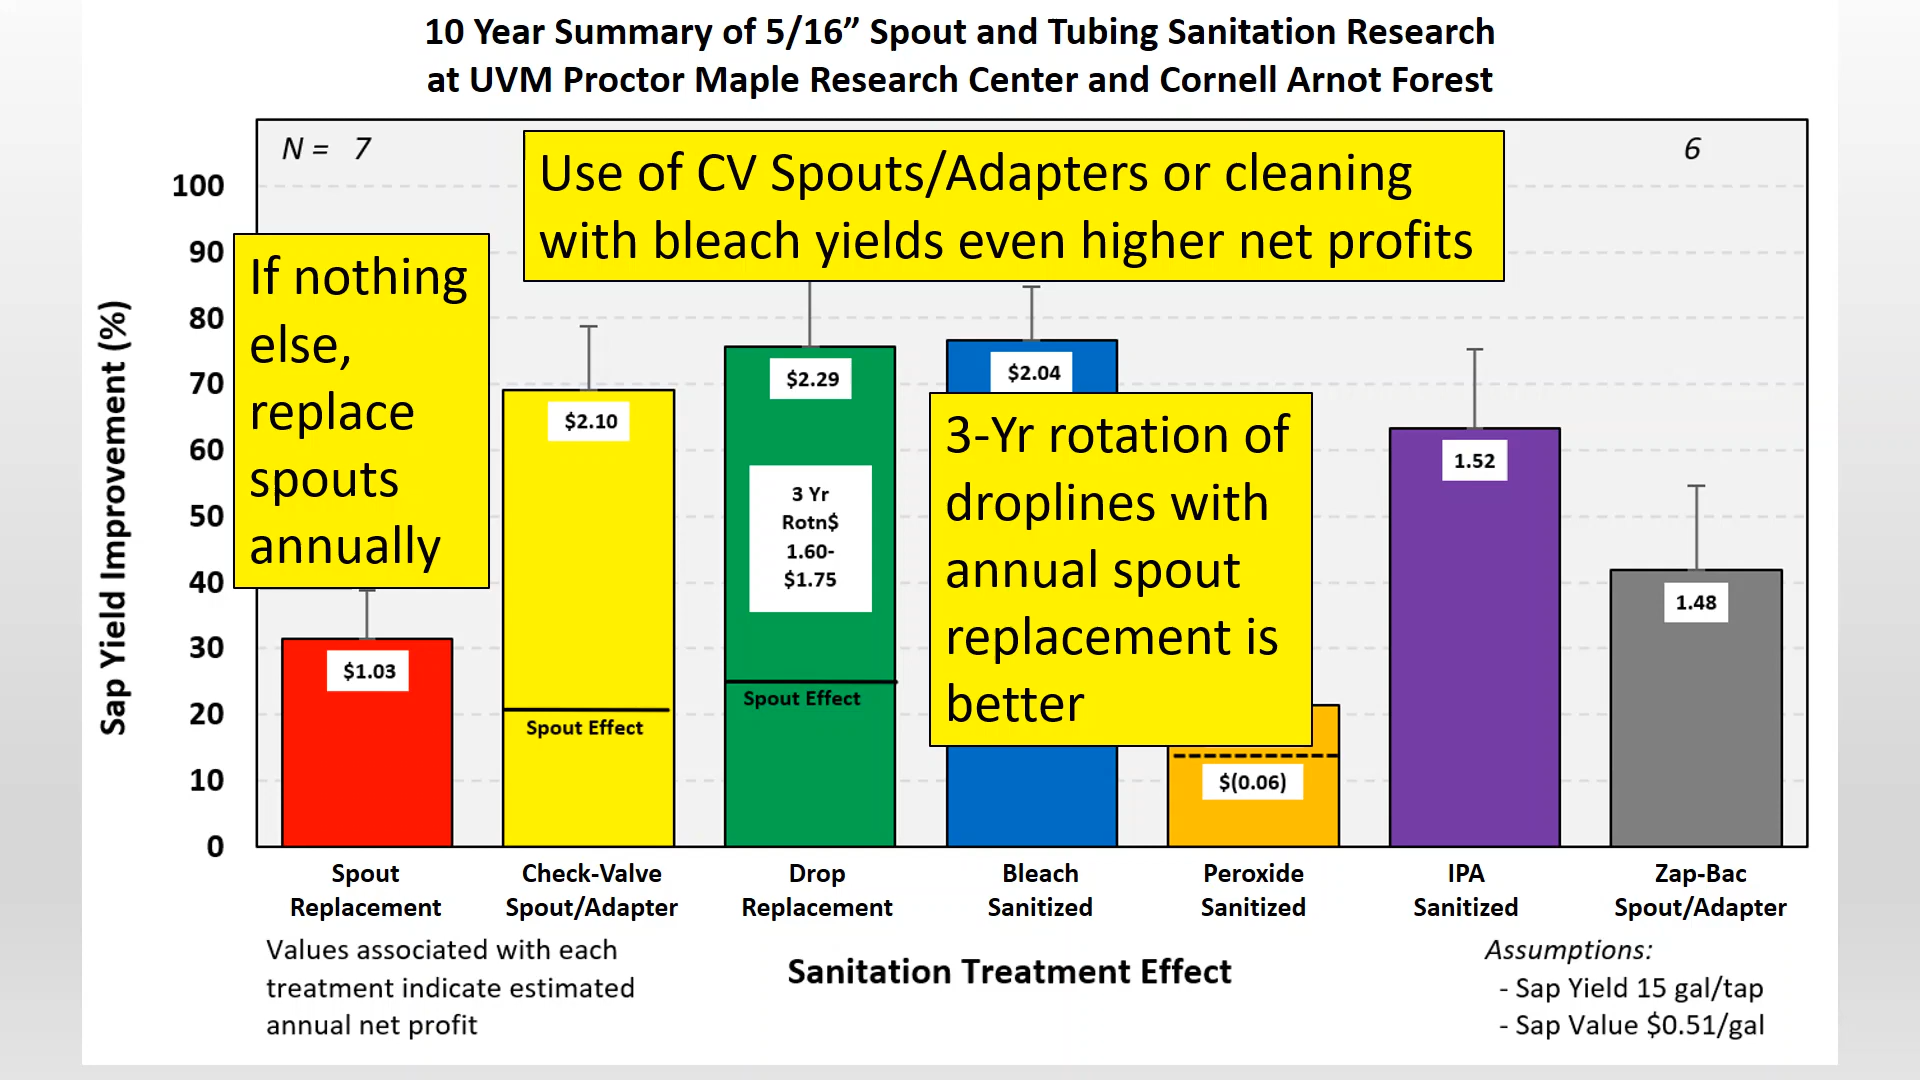 10 Year Summary of 5/16” Spout and Tubing Sanitation Research
at UVM Proctor Maple Research Center and Cornell Arnot Forest
N = 7
6
Use of CV Spouts/Adapters or cleaning
with bleach yields even higher net profits
If nothing
else,
replace
spouts
annually
3-Yr rotation of
droplines with
annual spout
replacement is
better
Sap Yield Improvement (%)
100
90
80
70
60
50
40
30
20
10
0
$1.03
$2.10
Spout Effect
$2.29
3 Yr
Rotn$
1.60-
$1.75
Spout Effect
$2.04
$(0.06)
1.52
1.48
Spout
Replacement
Check-Valve
Spout/Adapter
Drop
Replacement
Bleach
Sanitized
Peroxide
Sanitized
IPA
Sanitized
Zap-Bac
Spout/Adapter
Values associated with each
treatment indicate estimated
annual net profit
Sanitation Treatment Effect
Assumptions:
- Sap Yield 15 gal/tap
- Sap Value $0.51/gal